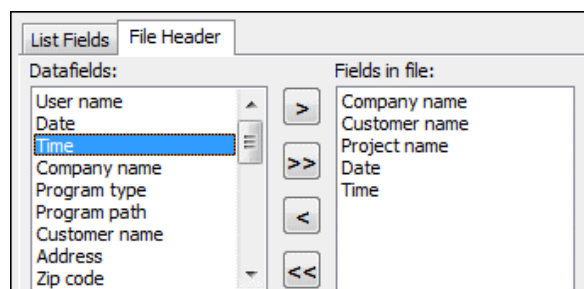 List Fields
File Header
Datafields:
User name
Date
Time
Company name
Program type
Program path
Customer name
Address
Zip code
>
>>
<
<<
Fields in file:
Company name
Customer name
Project name
Date
Time